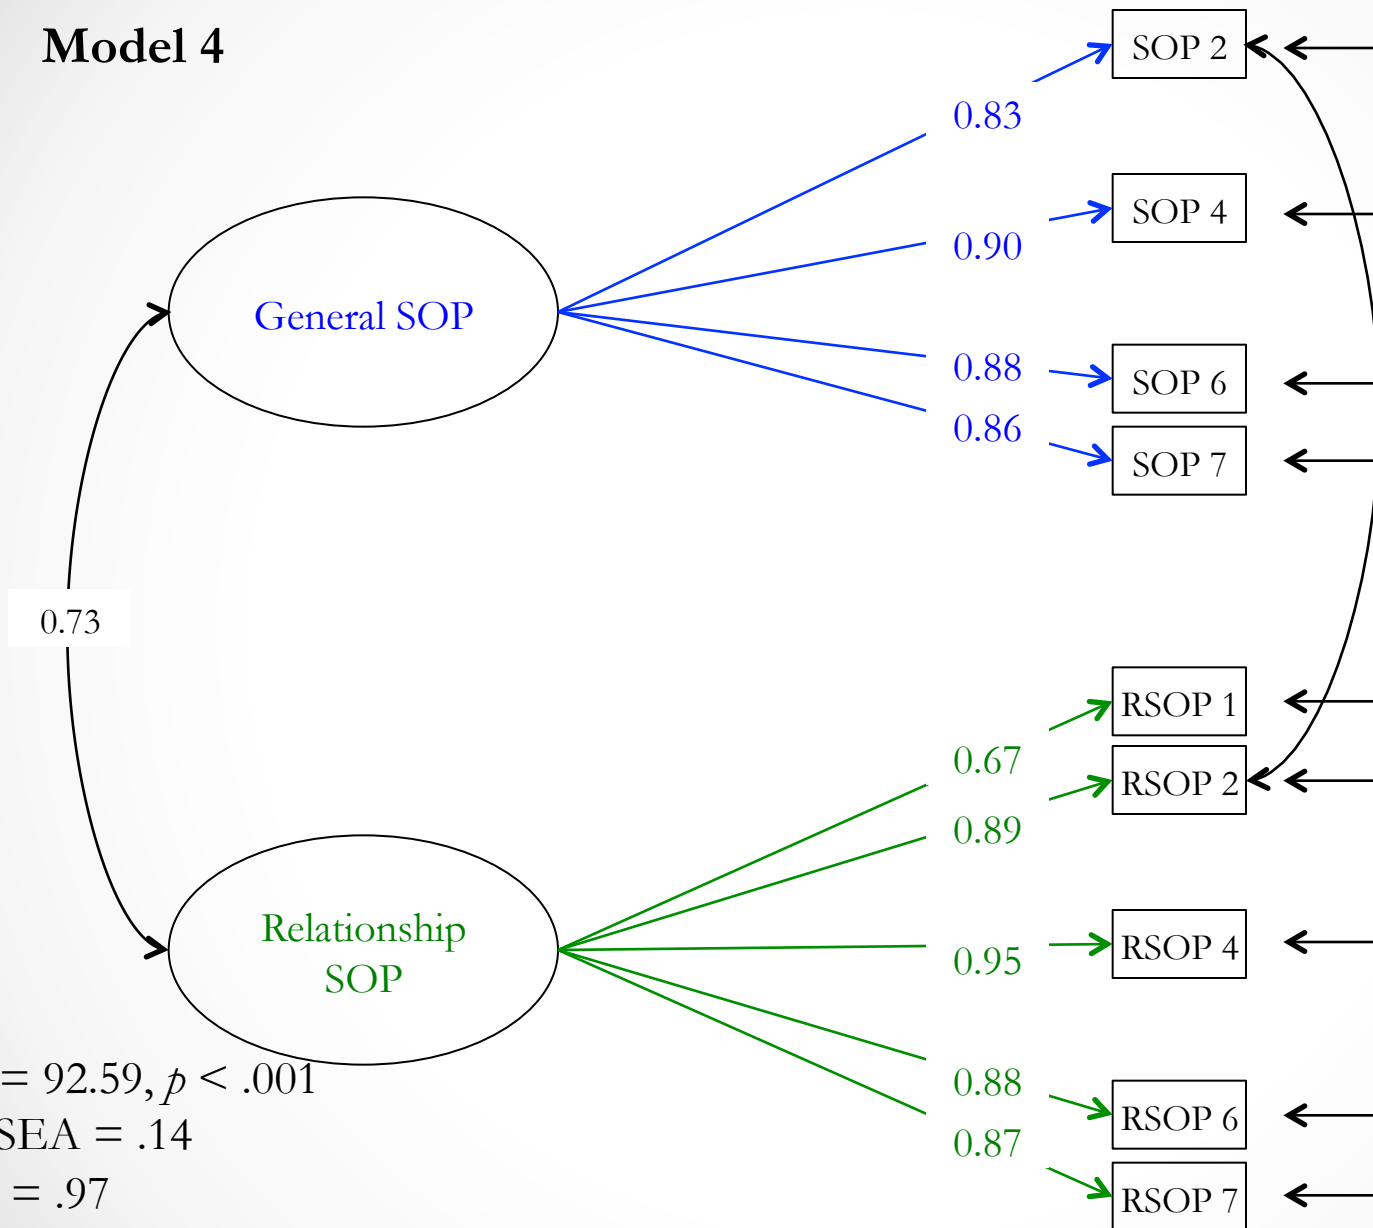 Model 4
SOP 2
0.83
SOP 4
0.90
General SOP
SOP 6
0.88
0.86
SOP 7
0.73
RSOP 1
0.67
RSOP 2
0.89
Relationship
SOP
RSOP 4
0.95
0.88
RSOP 6
0.87
RSOP 7
= 92.59, p < .001
SEA = .14
= .97